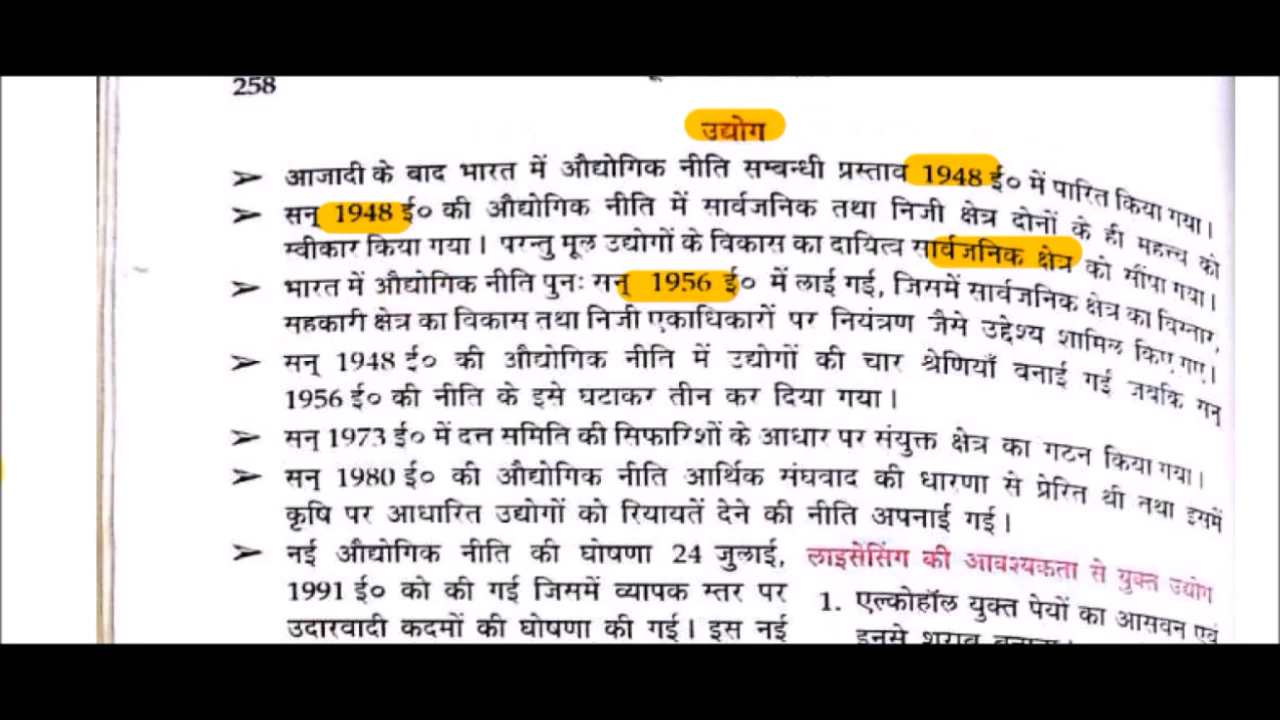 258
उद्योग
➢ आजादी के बाद भारत में औद्योगिक नीति सम्बन्धी प्रस्ताव 1948 ई० में पारित किया गया।
➢ सन् 1948 ई० की औद्योगिक नीति में सार्वजनिक तथा निजी क्षेत्र दोनों के ही महत्त्व को
स्वीकार किया गया। परन्तु मूल उद्योगों के विकास का दायित्व सार्वजनिक क्षेत्र को सौंपा गया।
➢ भारत में औद्योगिक नीति पुनः सन् 1956 ई० में लाई गई, जिसमें सार्वजनिक क्षेत्र का विस्तार,
सहकारी क्षेत्र का विकास तथा निजी एकाधिकारों पर नियंत्रण जैसे उद्देश्य शामिल किए गए।
➢ सन् 1948 ई० की औद्योगिक नीति में उद्योगों की चार श्रेणियाँ बनाई गईं जबकि सन्
1956 ई० की नीति के इसे घटाकर तीन कर दिया गया।
➢ सन् 1973 ई० में दत्त समिति की सिफारिशों के आधार पर संयुक्त क्षेत्र का गठन किया गया।
➢ सन् 1980 ई० की औद्योगिक नीति आर्थिक संघवाद की धारणा से प्रेरित थी तथा इसमें
कृषि पर आधारित उद्योगों को रियायतें देने की नीति अपनाई गई।
➢ नई औद्योगिक नीति की घोषणा 24 जुलाई,
1991 ई० को की गई जिसमें व्यापक स्तर पर
उदारवादी कदमों की घोषणा की गई। इस नई
लाइसेंसिंग की आवश्यकता से युक्त उद्योग
1. एल्कोहॉल युक्त पेयों का आसवन एवं
इनसे शराब बनाना।